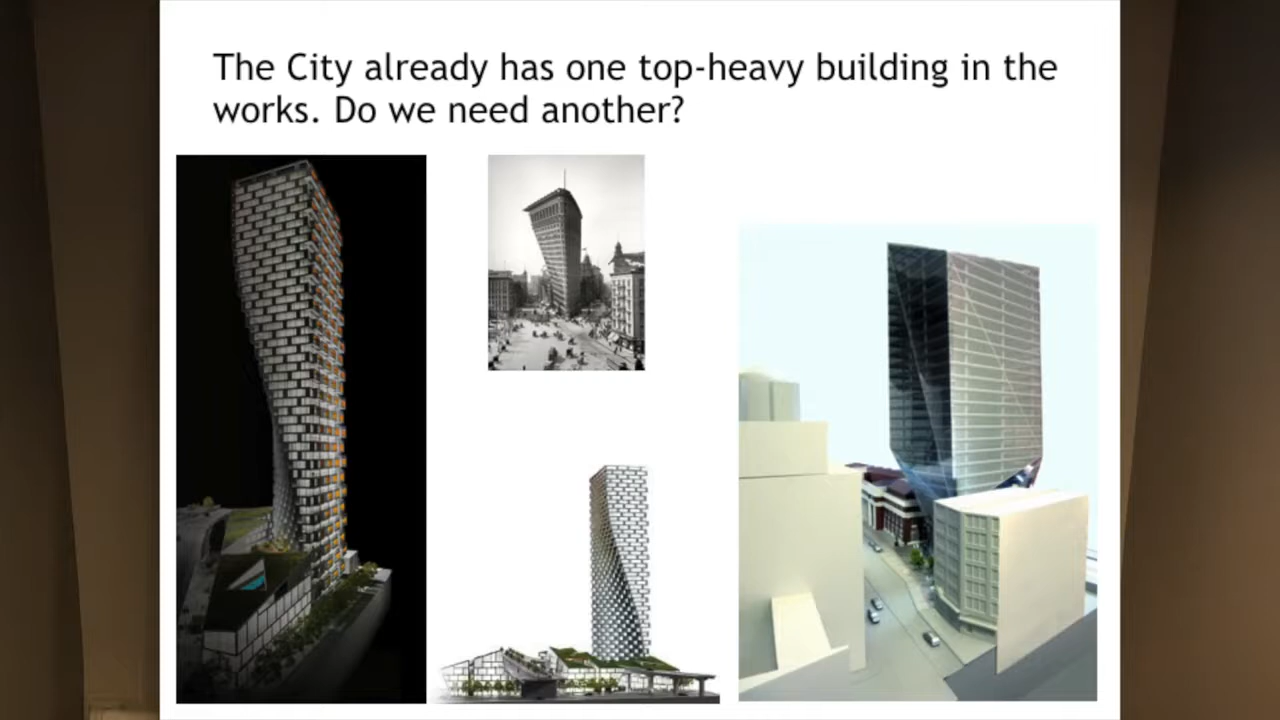 The City already has one top-heavy building in the
works. Do we need another?